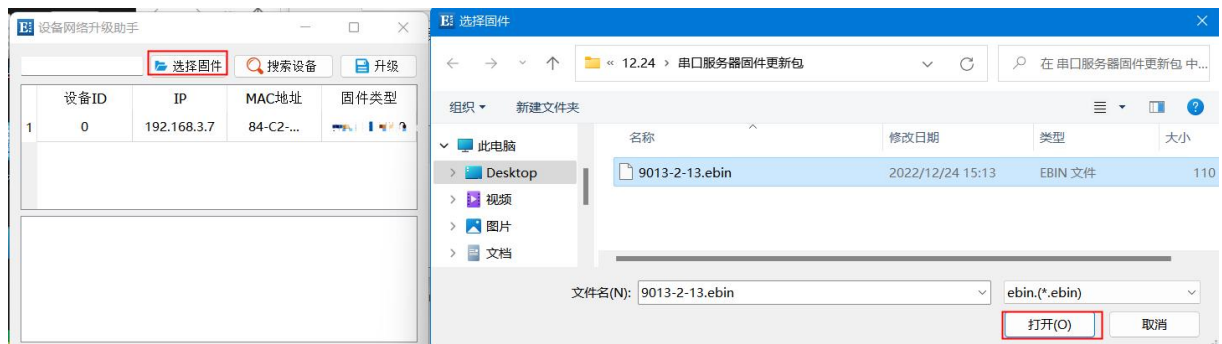 设备网络升级助手
选择固件 搜索设备 升级
设备ID IP MAC地址 固件类型
1 0 192.168.3.7 84-C2-...
选择固件
« 12.24 › 串口服务器固件更新包
在 串口服务器固件更新包 中...
组织 新建文件夹
此电脑
Desktop
视频
图片
文档
名称 修改日期 类型 大小
9013-2-13.ebin 2022/12/24 15:13 EBIN 文件 110
文件名(N): 9013-2-13.ebin ebin.(*.ebin)
打开(O) 取消